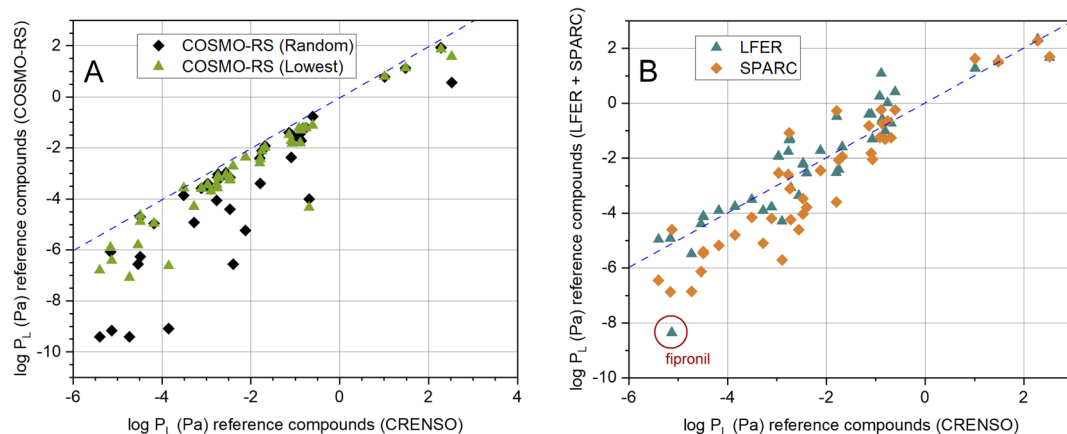 A
COSMO-RS (Random)
COSMO-RS (Lowest)
log P_L (Pa) reference compounds (COSMO-RS)
2
0
-2
-4
-6
-8
-10
-6 -4 -2 0 2 4
log P_L (Pa) reference compounds (CRENSO)
B
LFER
SPARC
log P_L (Pa) reference compounds (LFER + SPARC)
2
0
-2
-4
-6
-8
-10
fipronil
-6 -4 -2 0 2
log P_L (Pa) reference compounds (CRENSO)